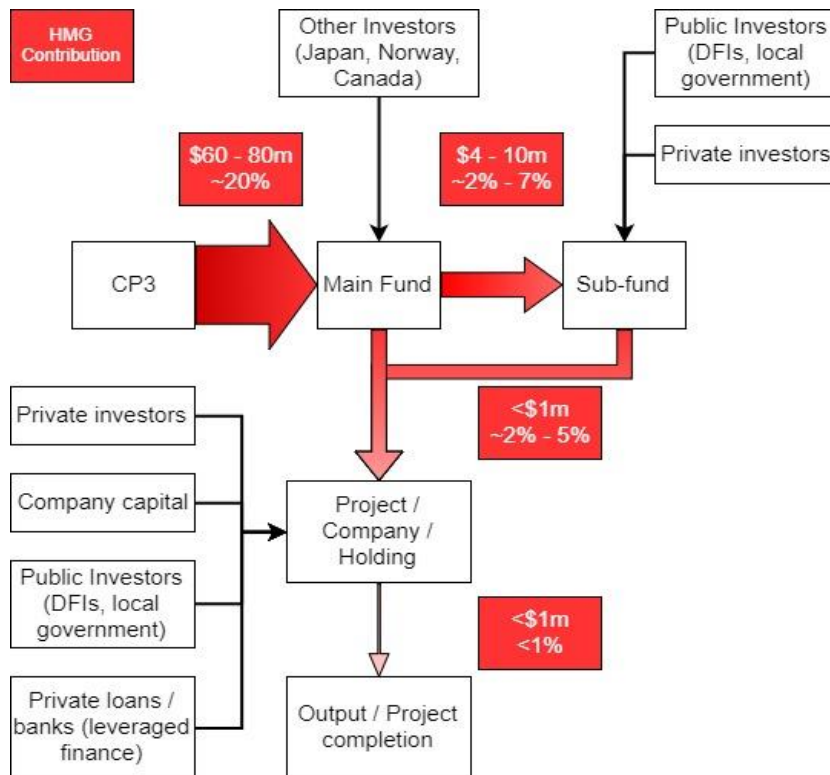 HMG
Contribution
Other Investors
(Japan, Norway,
Canada)
Public Investors
(DFIs, local
government)
$60 - 80m
~20%
$4 - 10m
~2% - 7%
Private investors
CP3
Main Fund
Sub-fund
<$1m
~2% - 5%
Private investors
Company capital
Public Investors
(DFIs, local
government)
Private loans /
banks (leveraged
finance)
Project /
Company /
Holding
<$1m
<1%
Output / Project
completion